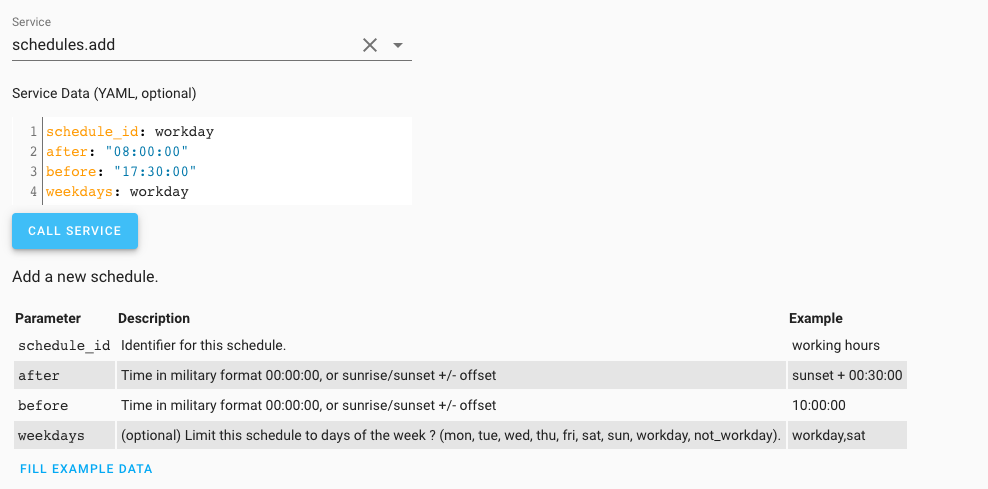 Service
schedules.add
Service Data (YAML, optional)
1 schedule_id: workday
2 after: "08:00:00"
3 before: "17:30:00"
4 weekdays: workday
CALL SERVICE
Add a new schedule.
Parameter Description Example
schedule_id Identifier for this schedule. working hours
after Time in military format 00:00:00, or sunrise/sunset +/- offset sunset + 00:30:00
before Time in military format 00:00:00, or sunrise/sunset +/- offset 10:00:00
weekdays (optional) Limit this schedule to days of the week ? (mon, tue, wed, thu, fri, sat, sun, workday, not_workday). workday,sat
FILL EXAMPLE DATA